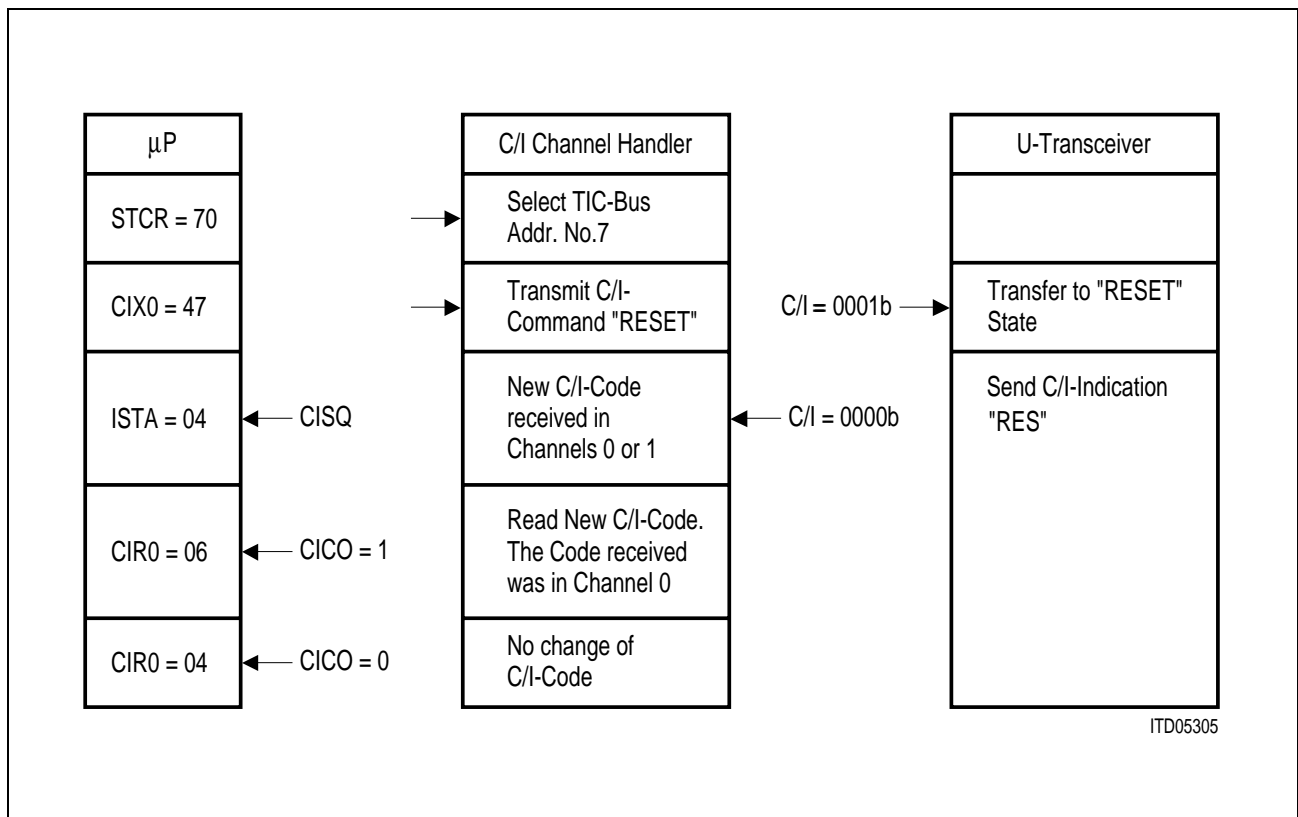 μP
C/I Channel Handler
U-Transceiver
STCR = 70
Select TIC-Bus
Addr. No.7
CIX0 = 47
Transmit C/I-
Command "RESET"
C/I = 0001b
Transfer to "RESET"
State
ISTA = 04
CISQ
New C/I-Code
received in
Channels 0 or 1
C/I = 0000b
Send C/I-Indication
"RES"
CIR0 = 06
CICO = 1
Read New C/I-Code.
The Code received
was in Channel 0
CIR0 = 04
CICO = 0
No change of
C/I-Code
ITD05305